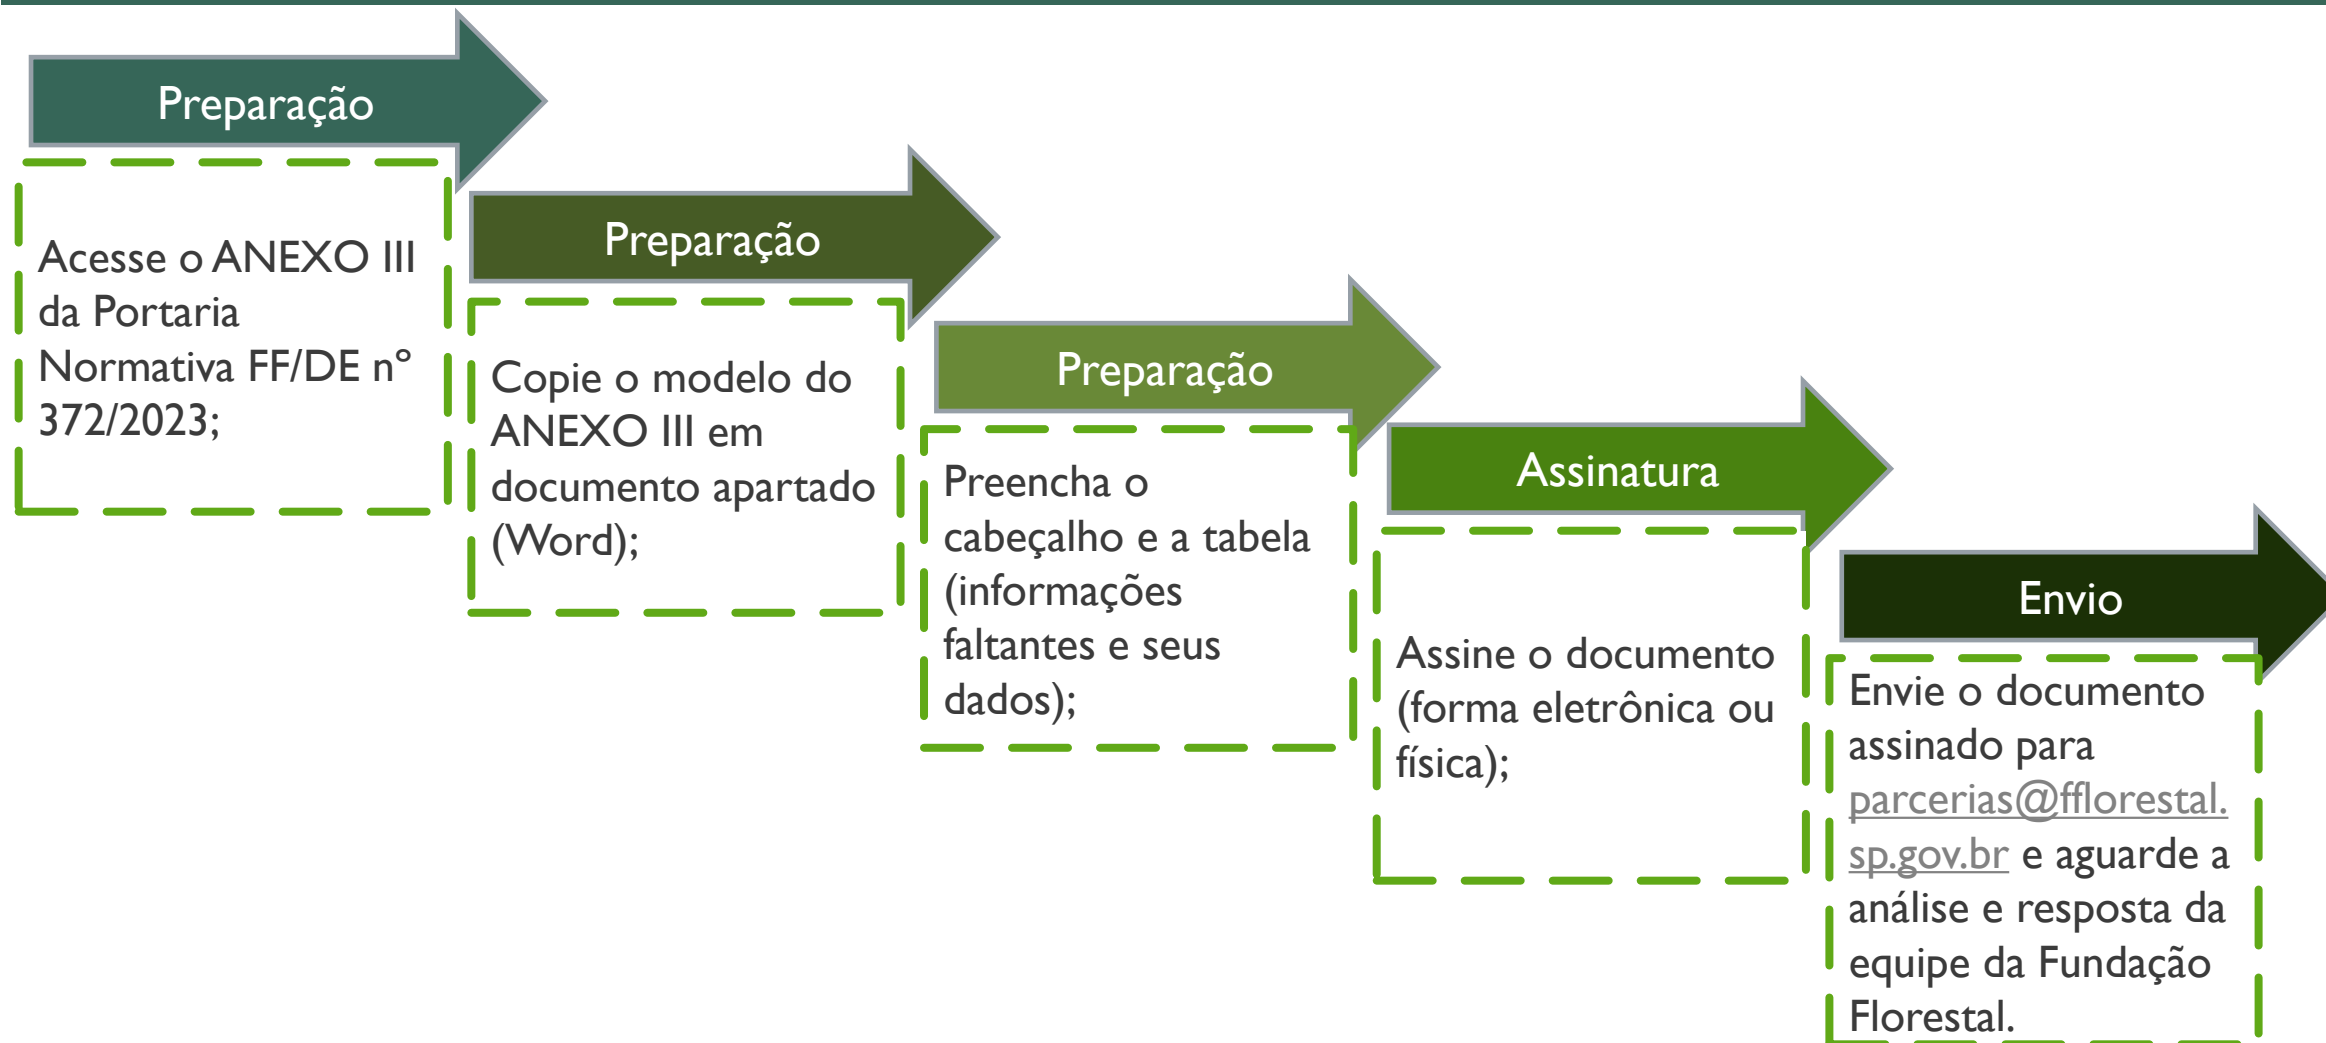 Preparação
Acesse o ANEXO III
da Portaria
Normativa FF/DE nº
372/2023;
Preparação
Copie o modelo do
ANEXO III em
documento apartado
(Word);
Preparação
Preencha o
cabeçalho e a tabela
(informações
faltantes e seus
dados);
Assinatura
Assine o documento
(forma eletrônica ou
física);
Envio
Envie o documento
assinado para
parcerias@fflorestal.
sp.gov.br e aguarde a
análise e resposta da
equipe da Fundação
Florestal.